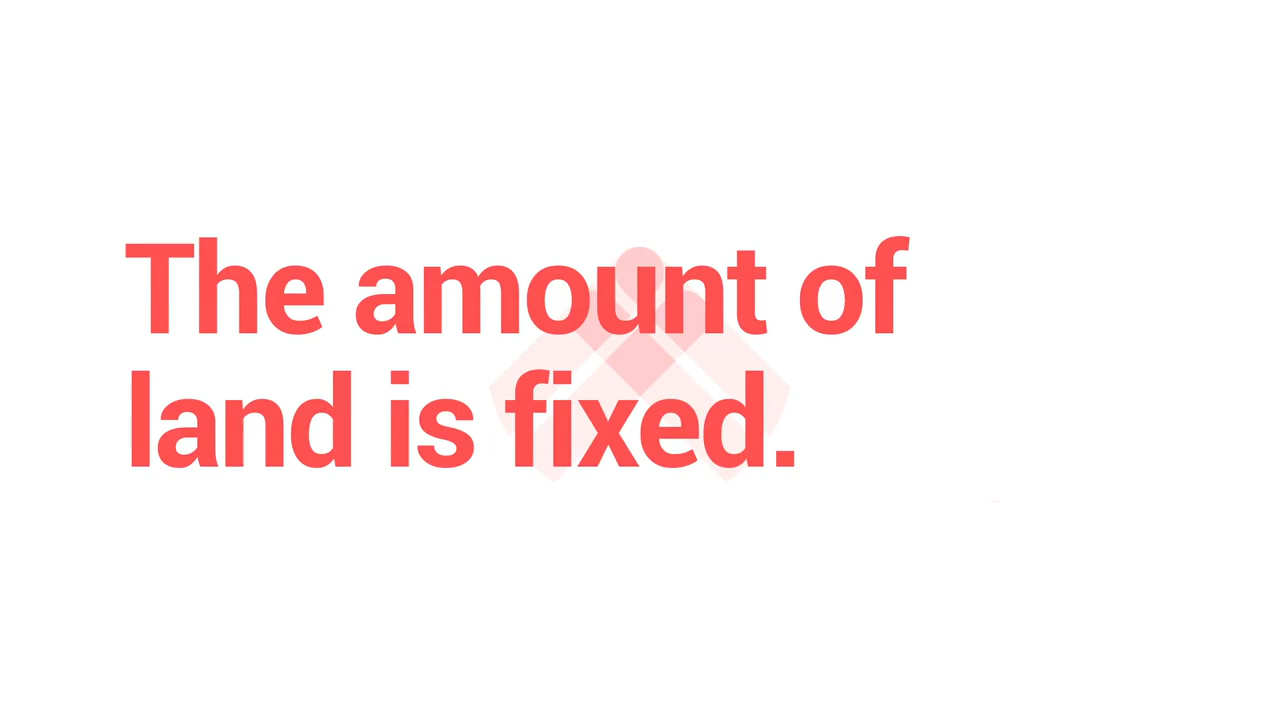 The amount of
land is fixed.